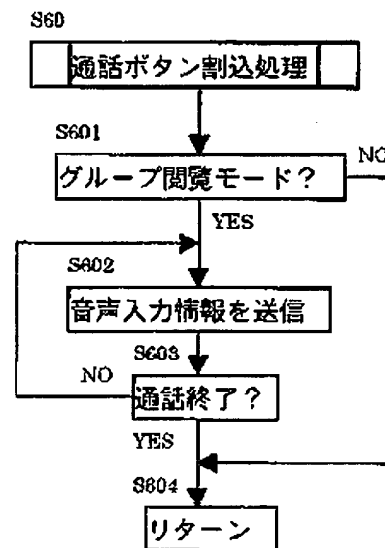 S60
通話ボタン割込処理
S601
グループ閲覧モード？
NO
YES
S602
音声入力情報を送信
S603
NO
通話終了？
YES
S604
リターン